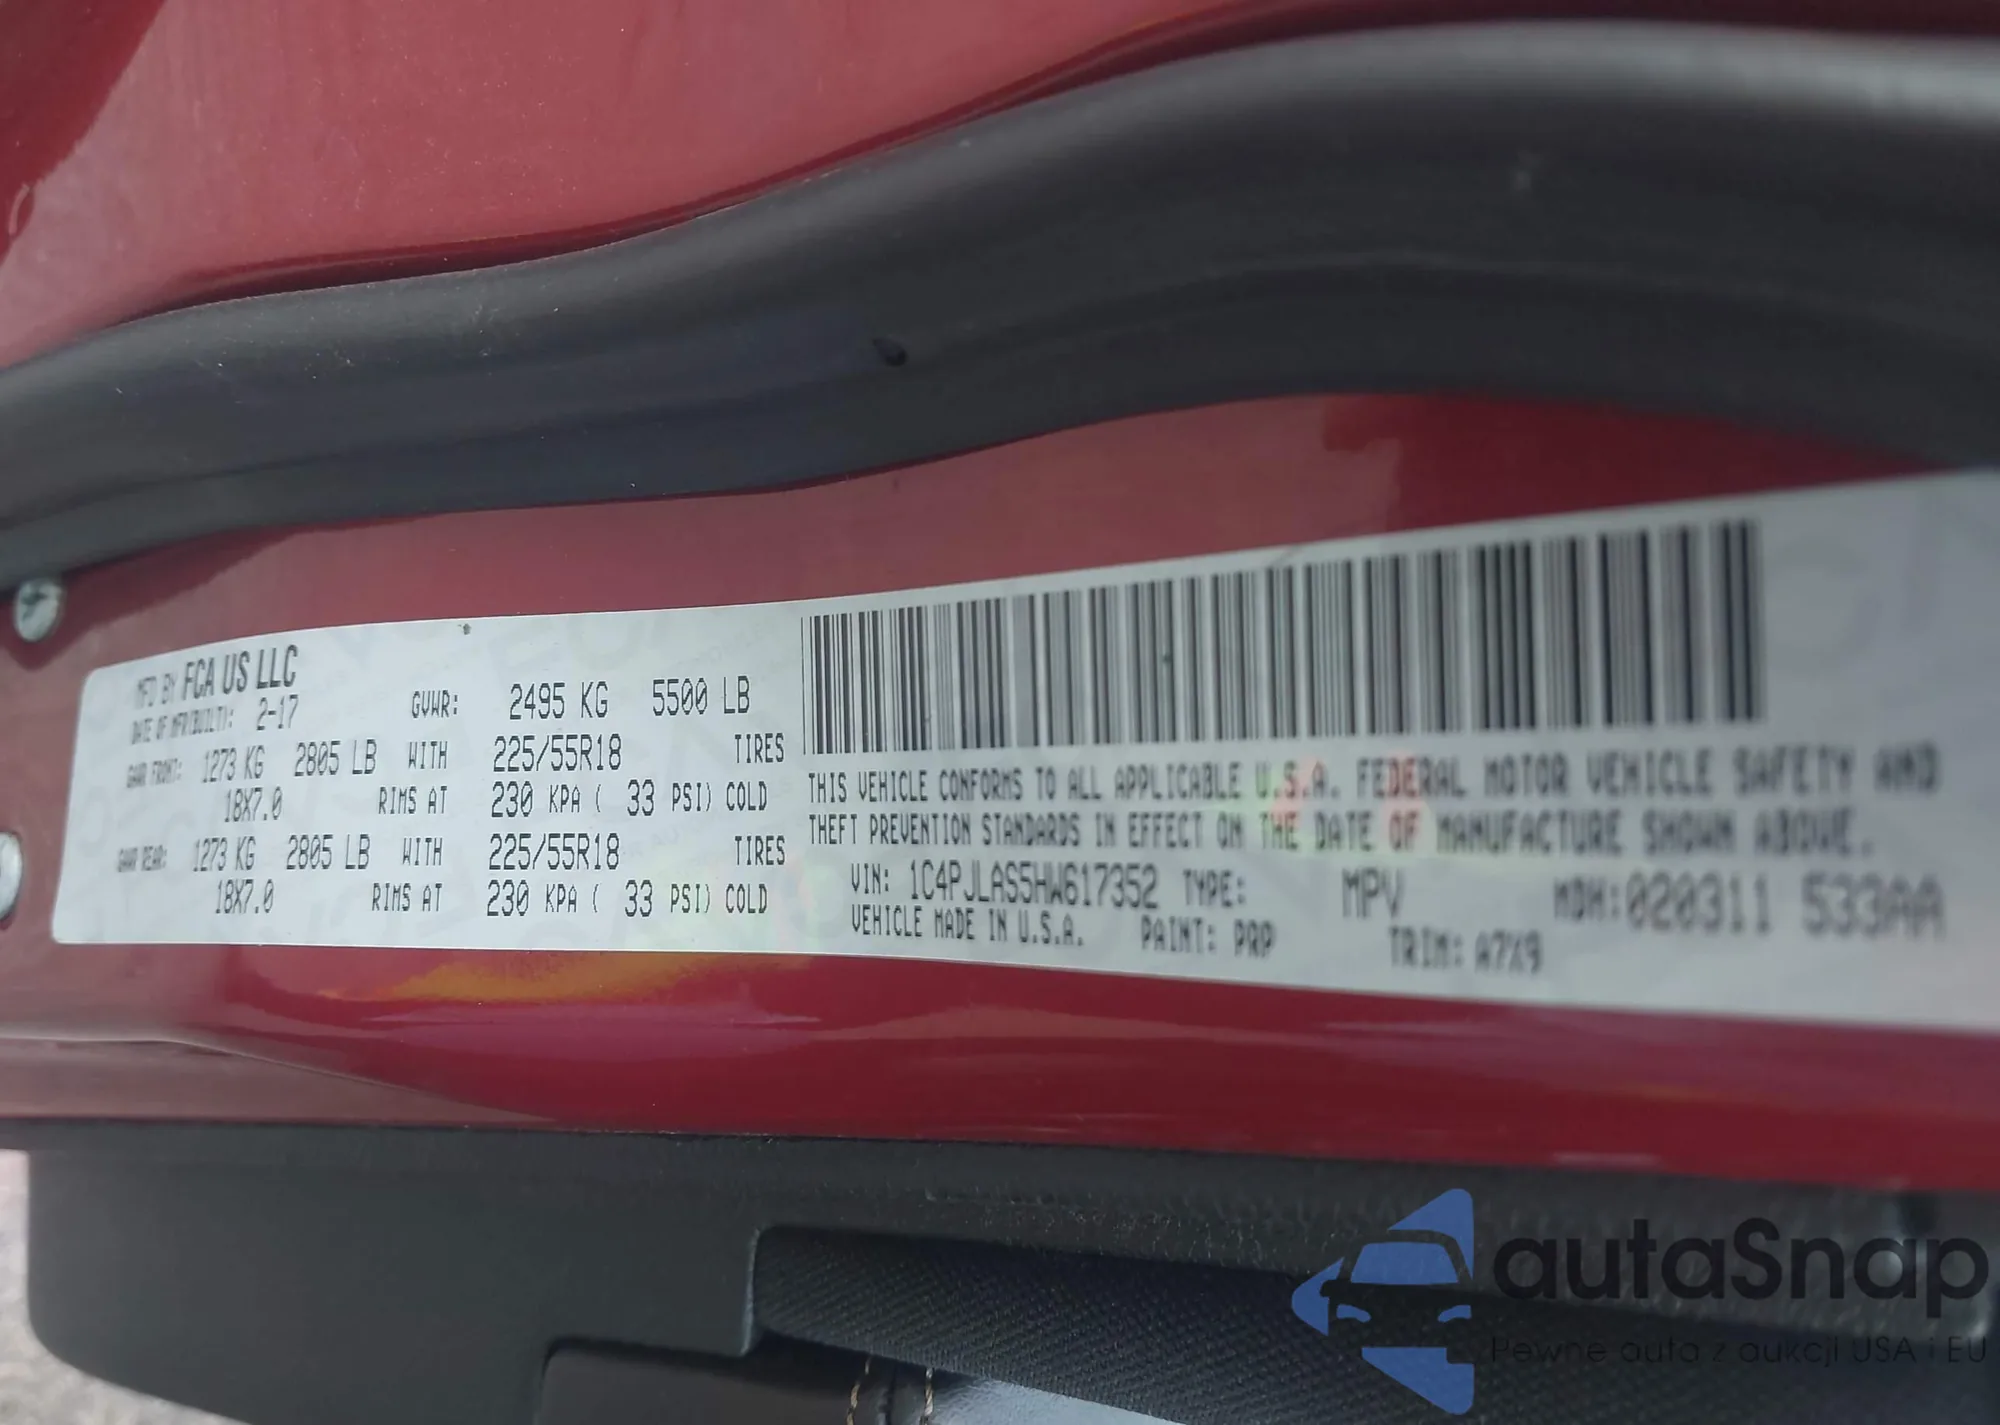 MFD BY FCA US LLC
DATE OF MFR(BUILT): 2-17 GVWR: 2495 KG 5500 LB
GAWR FRONT: 1273 KG 2805 LB WITH 225/55R18 TIRES
18X7.0 RIMS AT 230 KPA ( 33 PSI) COLD
GAWR REAR: 1273 KG 2805 LB WITH 225/55R18 TIRES
18X7.0 RIMS AT 230 KPA ( 33 PSI) COLD
THIS VEHICLE CONFORMS TO ALL APPLICABLE U.S.A. FEDERAL MOTOR VEHICLE SAFETY AND
THEFT PREVENTION STANDARDS IN EFFECT ON THE DATE OF MANUFACTURE SHOWN ABOVE.
VIN: 1C4PJLAS5HW617352 TYPE: MPV MDH:020311 533AA
VEHICLE MADE IN U.S.A. PAINT: PRP TRIM: A7X9
autaSnap
Pewne auta z aukcji USA i EU